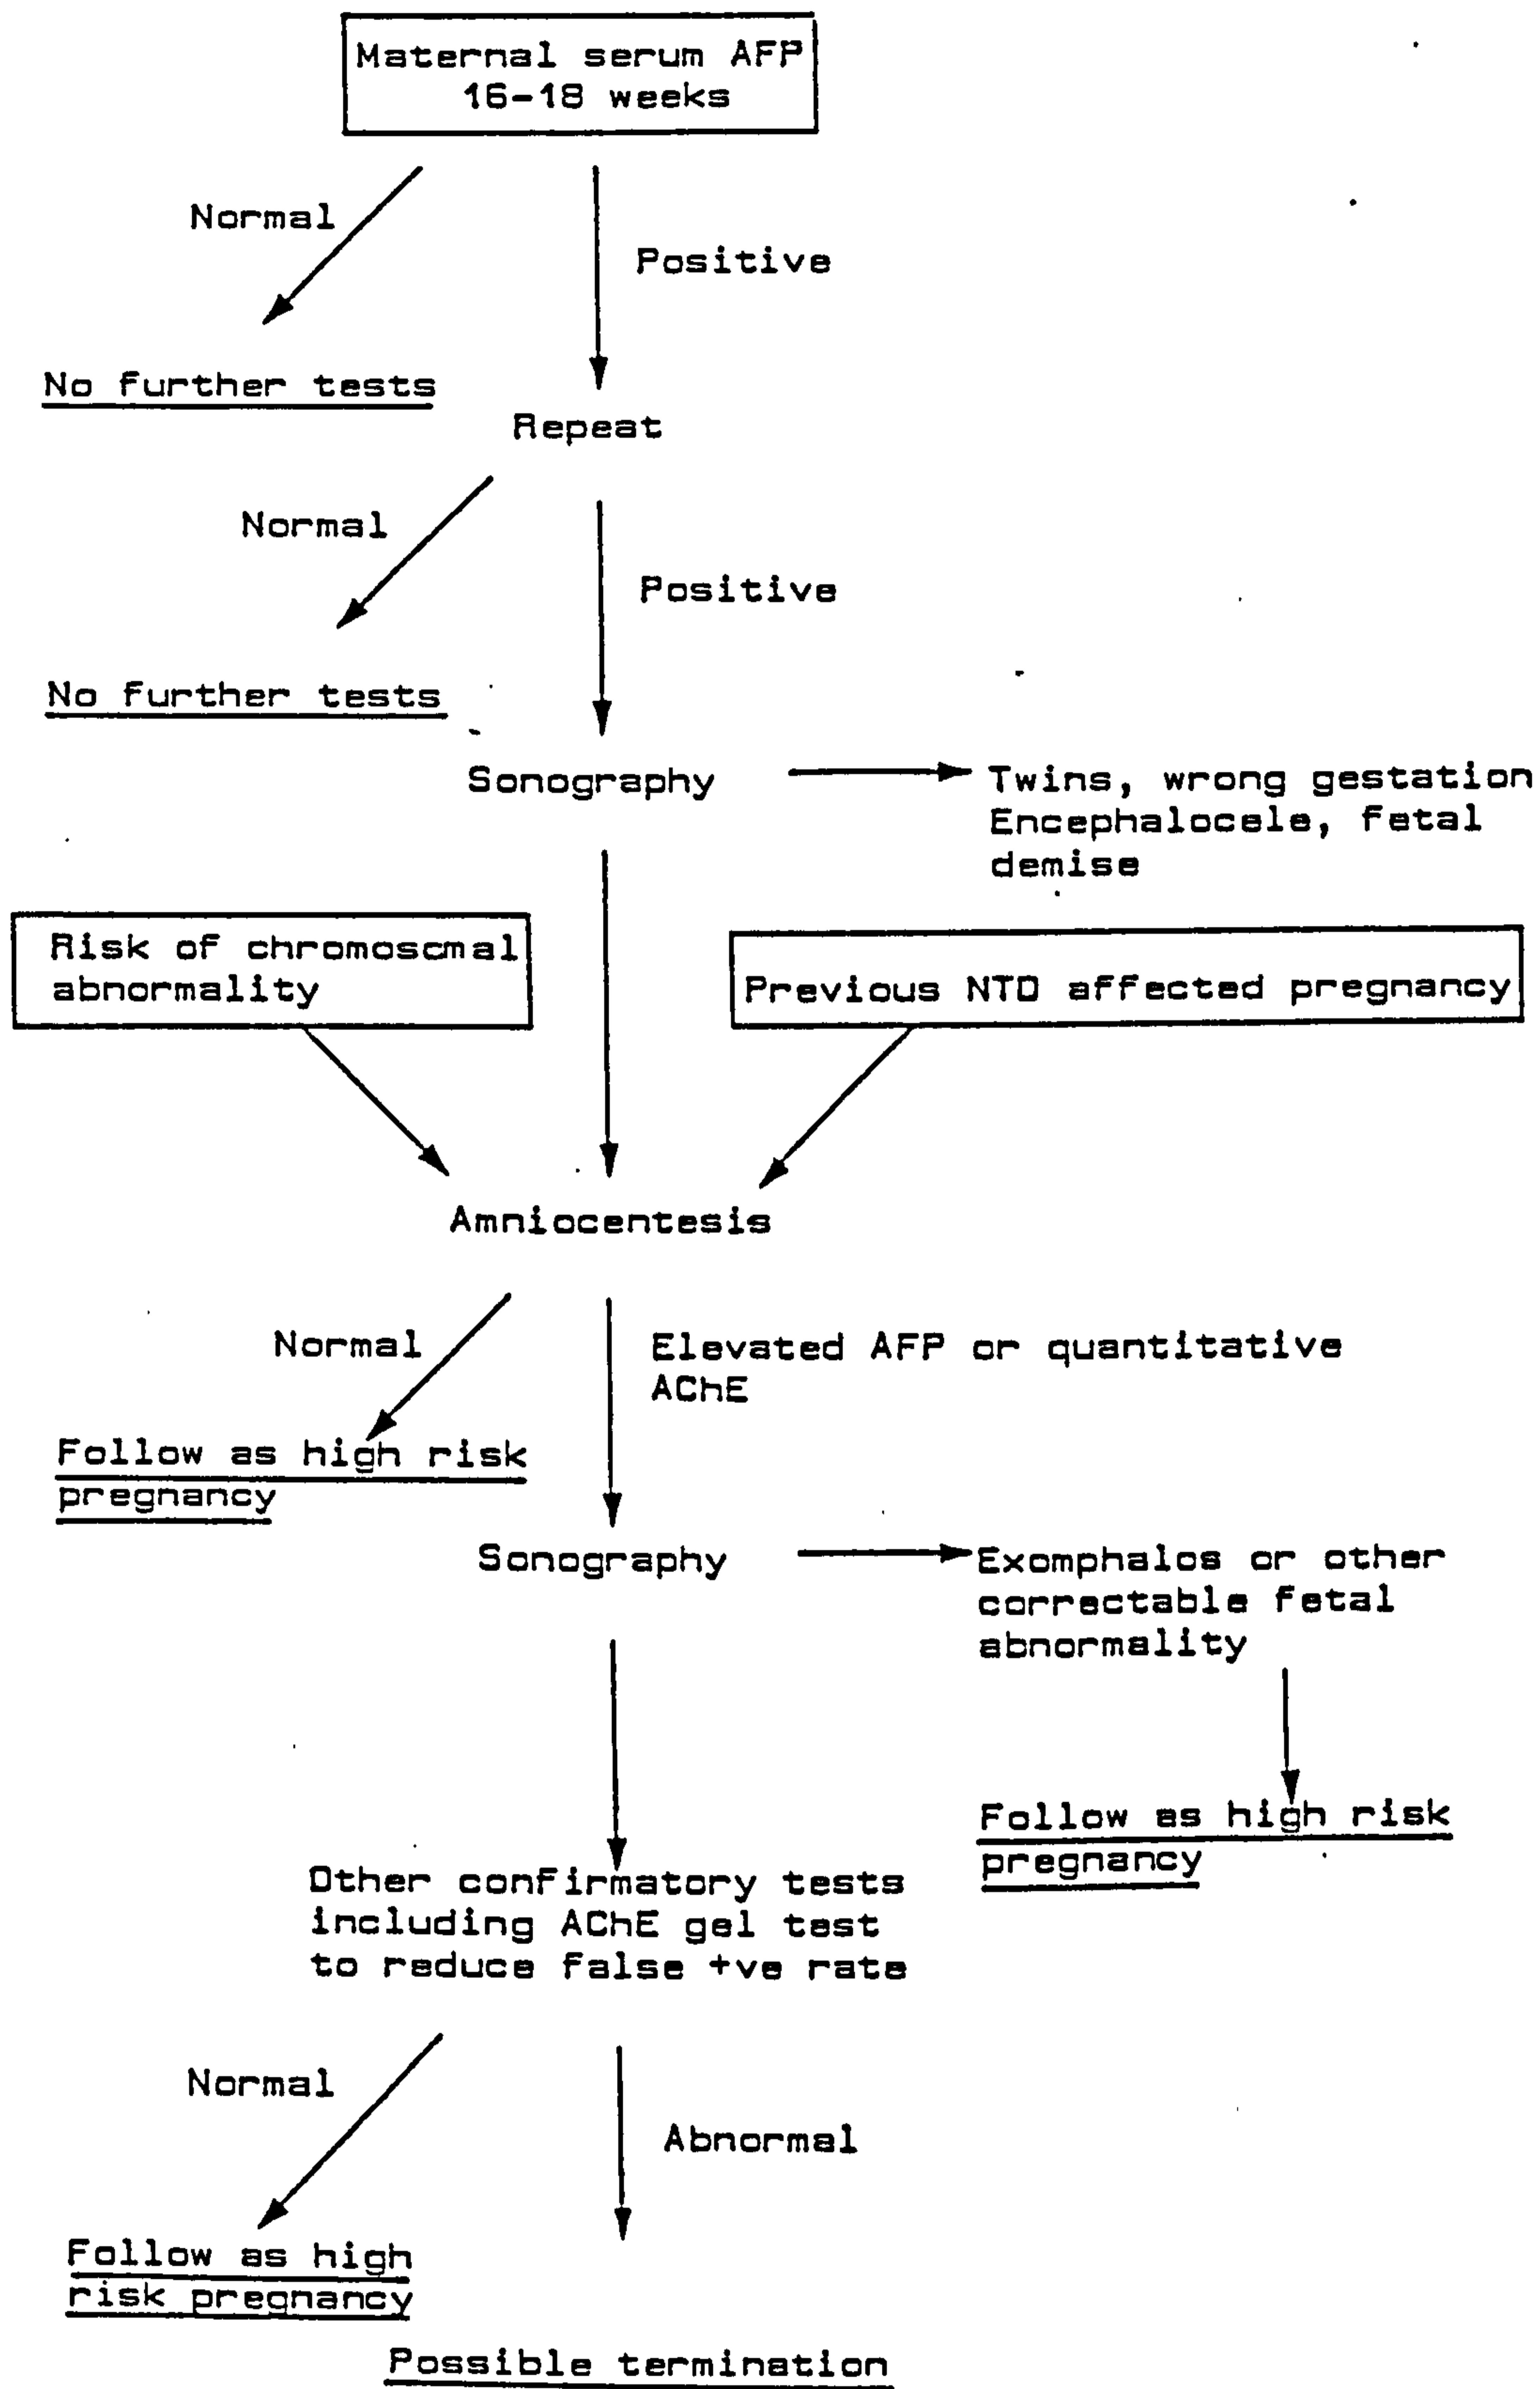 Maternal serum AFP
16-18 weeks
Normal
Positive
No further tests
Repeat
Normal
Positive
No further tests
Sonography
Twins, wrong gestation
Encephalocele, fetal
demise
Risk of chromosomal
abnormality
Previous NTD affected pregnancy
Amniocentesis
Normal
Elevated AFP or quantitative
AChE
Follow as high risk
pregnancy
Sonography
Exomphalos or other
correctable fetal
abnormality
Follow as high risk
pregnancy
Other confirmatory tests
including AChE gel test
to reduce false +ve rate
Normal
Abnormal
Follow as high
risk pregnancy
Possible termination